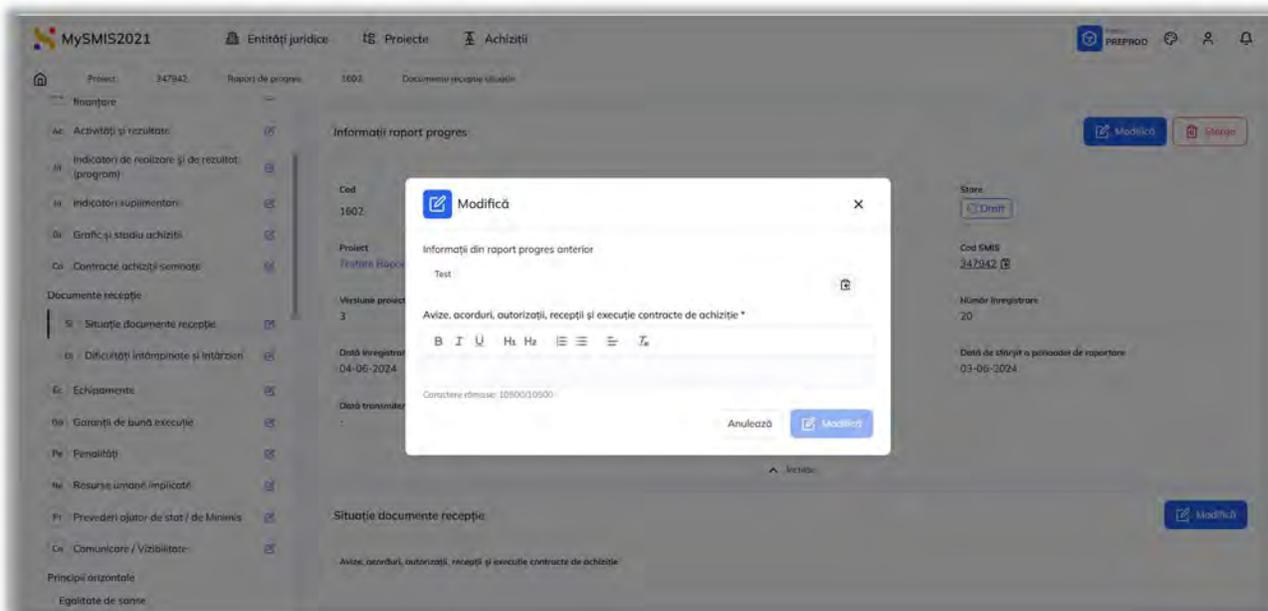 MySMIS2021
Entități juridice
Proiecte
Achiziții
PREPROD
Proiect
347942
Raport de progres
1602
Documente recepție situație
finanțare
Ac Activități și rezultate
Indicatori de realizare și de rezultat
(program)
Indicatori suplimentari
Grafic și stadiu achiziții
Contracte achiziții semnate
Documente recepție
Situație documente recepție
Dificultăți întâmpinate și întârzieri
Ec Echipamente
Garanții de bună execuție
Pe Penalități
Resurse umane implicate
Pr Prevederi ajutor de stat / de Minimis
Co Comunicare / Vizibilitate
Principii orizontale
Egalitate de șanse
Informații raport progres
Modifică
Șterge
Cod
1602
Proiect
Versiune proiect
3
04-06-2024
Stare
Draft
Cod SMIS
347942
Număr înregistrare
20
Dată de sfârșit a perioadei de raportare
03-06-2024
Modifică
Informații din raport progres anterior
Test
Avize, acorduri, autorizații, recepții și execuție contracte de achiziție *
B I U H1 H2
Caractere rămase: 10500/10500
Anulează
Modifică
Închide
Situație documente recepție
Modifică
Avize, acorduri, autorizații, recepții și execuție contracte de achiziție